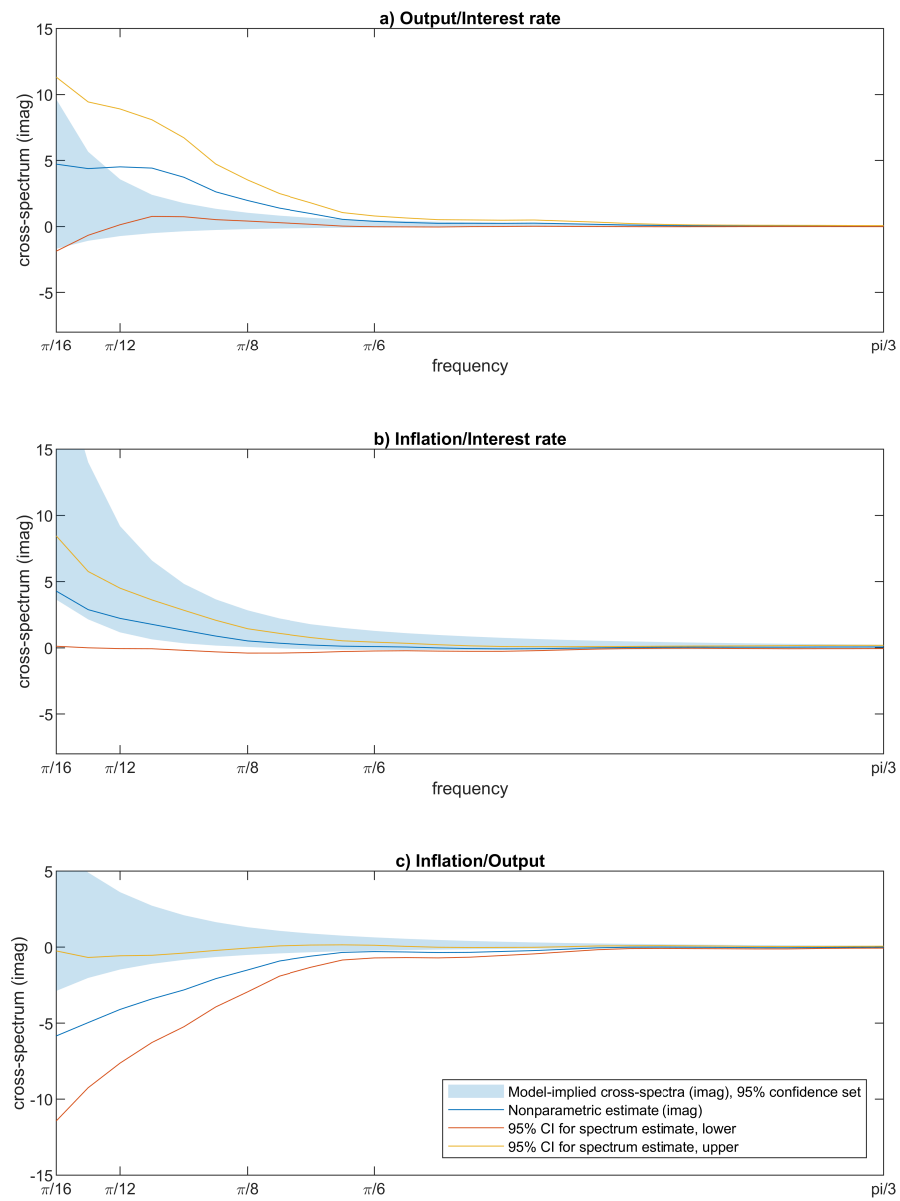 a) Output/Interest rate
15
10
5
0
-5
cross-spectrum (imag)
π/16 π/12 π/8 π/6 pi/3
frequency
b) Inflation/Interest rate
15
10
5
0
-5
cross-spectrum (imag)
π/16 π/12 π/8 π/6 pi/3
frequency
c) Inflation/Output
5
0
-5
-10
-15
cross-spectrum (imag)
Model-implied cross-spectra (imag), 95% confidence set
Nonparametric estimate (imag)
95% CI for spectrum estimate, lower
95% CI for spectrum estimate, upper
π/16 π/12 π/8 π/6 pi/3